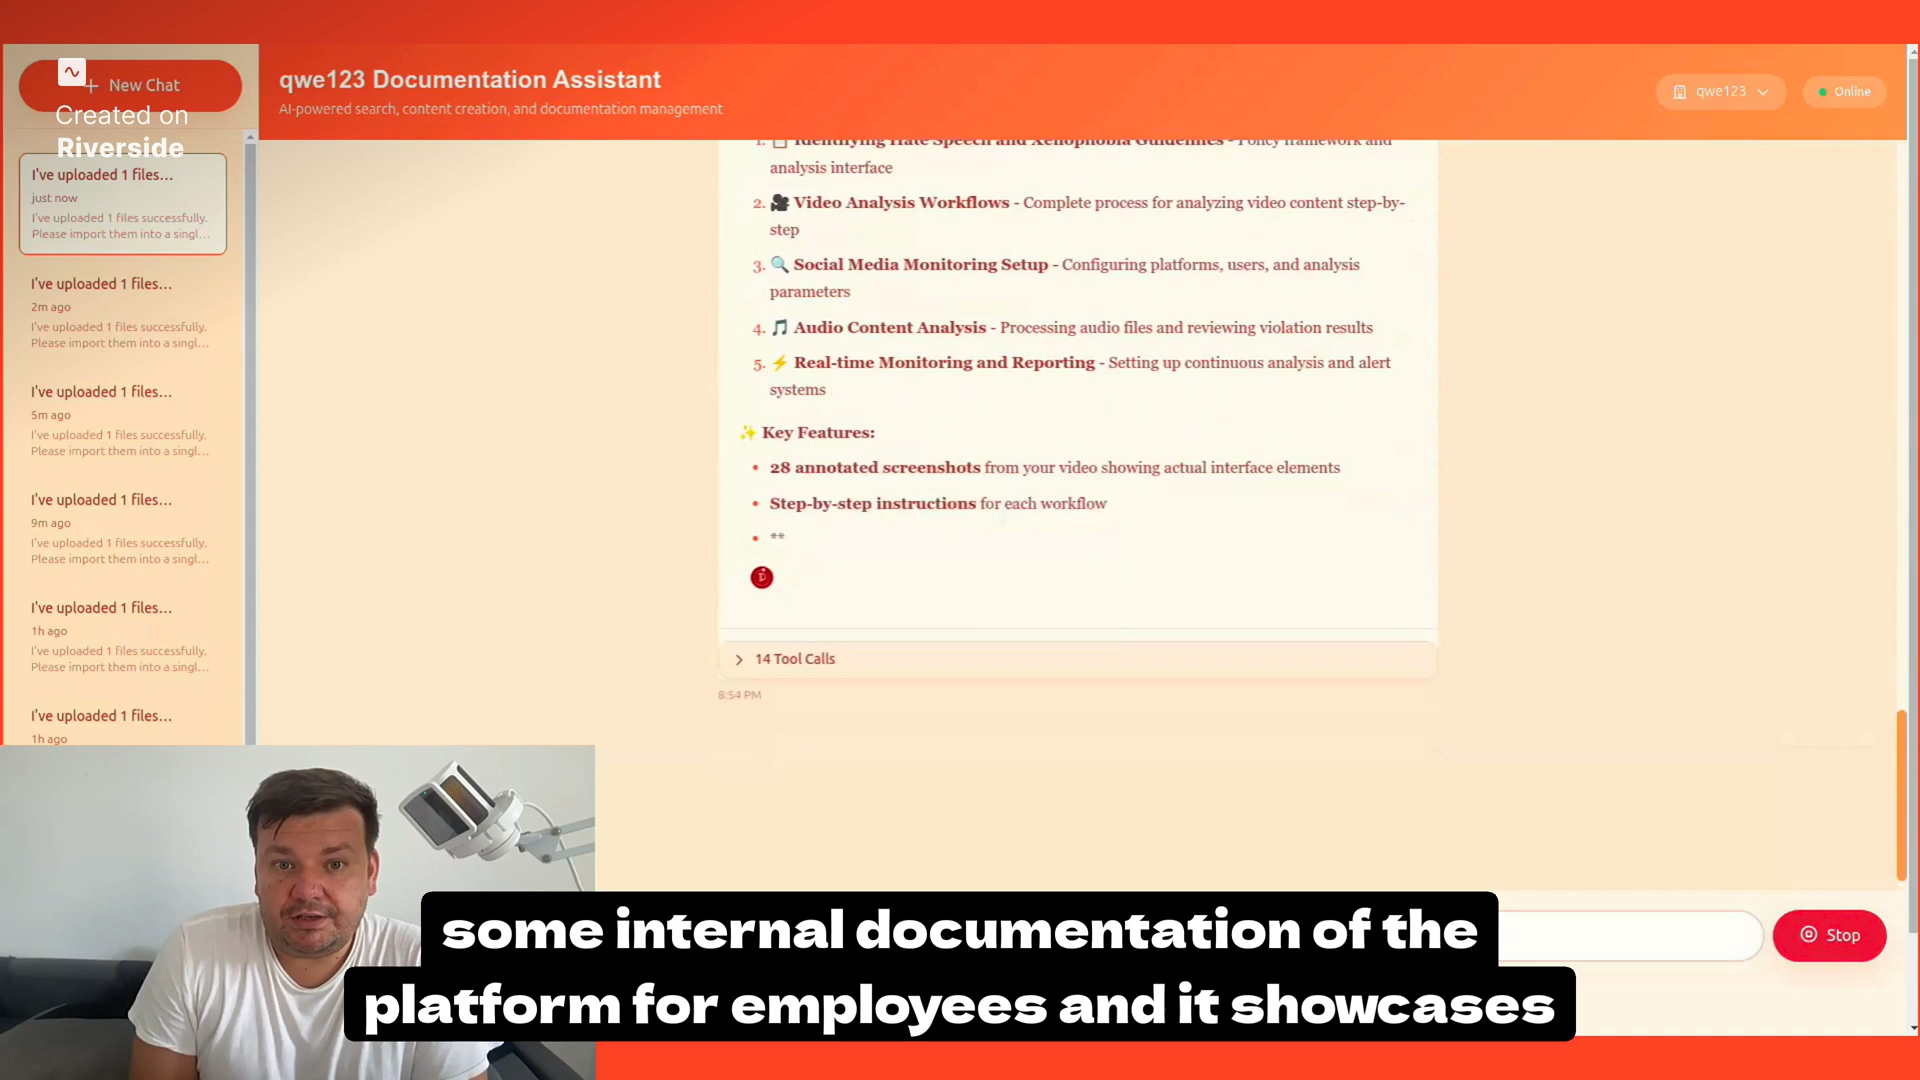 New Chat
Created on
Riverside
I've uploaded 1 files...
just now
I've uploaded 1 files successfully.
Please import them into a singl...
I've uploaded 1 files...
2m ago
I've uploaded 1 files successfully.
Please import them into a singl...
I've uploaded 1 files...
5m ago
I've uploaded 1 files successfully.
Please import them into a singl...
I've uploaded 1 files...
9m ago
I've uploaded 1 files successfully.
Please import them into a singl...
I've uploaded 1 files...
1h ago
I've uploaded 1 files successfully.
Please import them into a singl...
I've uploaded 1 files...
1h ago
qwe123 Documentation Assistant
AI-powered search, content creation, and documentation management
qwe123
Online
1. 📋 Identifying Hate Speech and Xenophobia Guidelines - Policy framework and
analysis interface
2. 🎥 Video Analysis Workflows - Complete process for analyzing video content step-by-
step
3. 🔍 Social Media Monitoring Setup - Configuring platforms, users, and analysis
parameters
4. 🎵 Audio Content Analysis - Processing audio files and reviewing violation results
5. ⚡ Real-time Monitoring and Reporting - Setting up continuous analysis and alert
systems
✨ Key Features:
• 28 annotated screenshots from your video showing actual interface elements
• Step-by-step instructions for each workflow
• **
14 Tool Calls
8:54 PM
Stop
some internal documentation of the
platform for employees and it showcases